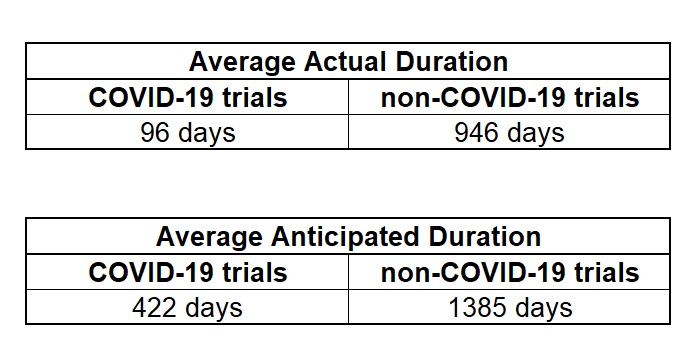 Average Actual Duration
COVID-19 trials non-COVID-19 trials
96 days 946 days
Average Anticipated Duration
COVID-19 trials non-COVID-19 trials
422 days 1385 days